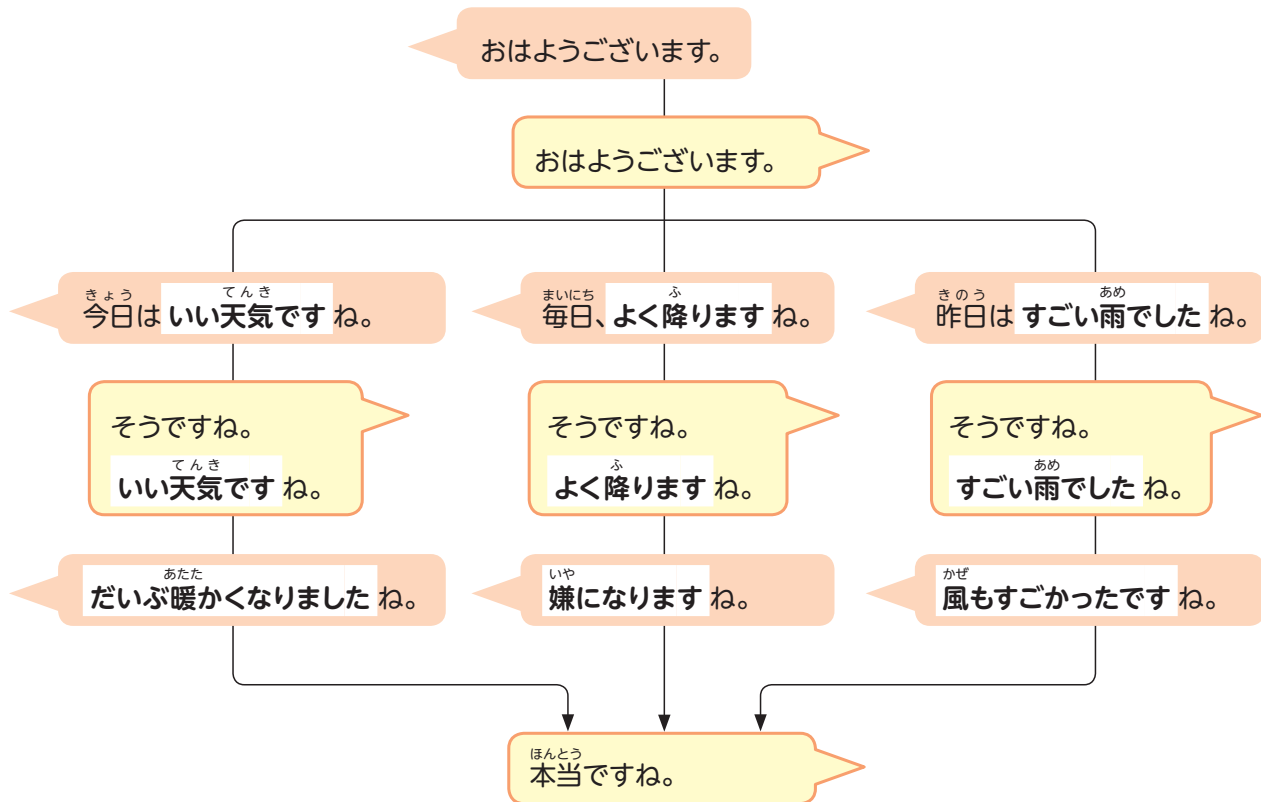 おはようございます。
おはようございます。
きょう てんき
今日は いい天気です ね。
そうですね。
てんき
いい天気です ね。
あたた
だいぶ暖かくなりました ね。
まいにち ふ
毎日、よく降ります ね。
そうですね。
ふ
よく降ります ね。
いや
嫌になります ね。
きのう あめ
昨日は すごい雨でした ね。
そうですね。
あめ
すごい雨でした ね。
かぜ
風もすごかったです ね。
ほんとう
本当ですね。